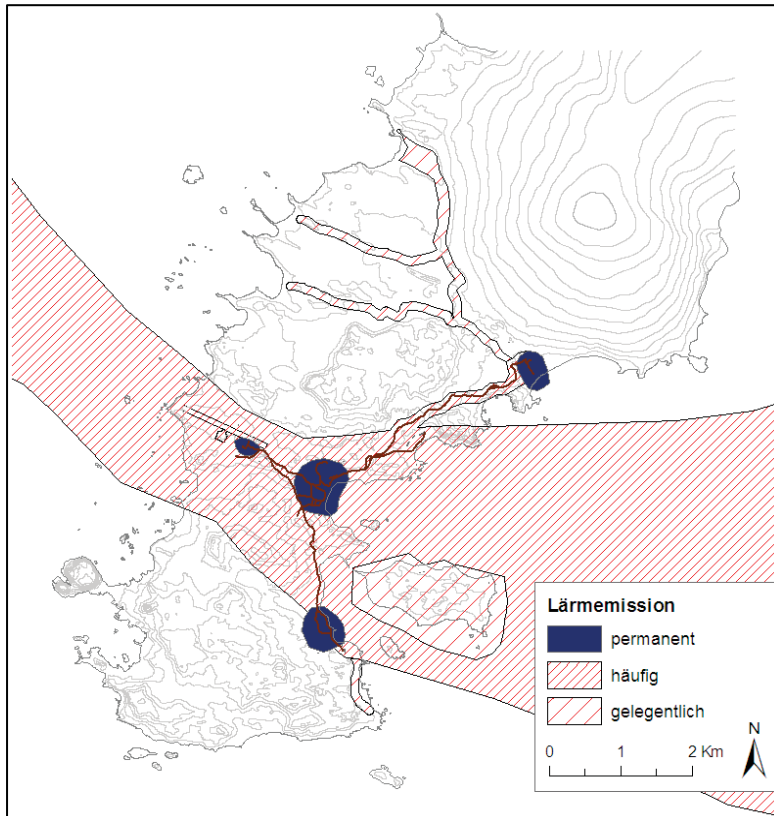 Lärmemission
permanent
häufig
gelegentlich
N
0 1 2 Km